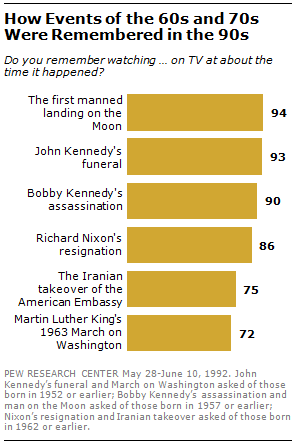 How Events of the 60s and 70s
Were Remembered in the 90s
Do you remember watching ... on TV at about the
time it happened?
The first manned
landing on the
Moon
94
John Kennedy's
funeral
93
Bobby Kennedy's
assassination
90
Richard Nixon's
resignation
86
The Iranian
takeover of the
American Embassy
75
Martin Luther King's
1963 March on
Washington
72
PEW RESEARCH CENTER May 28-June 10, 1992. John
Kennedy's funeral and March on Washington asked of those
born in 1952 or earlier; Bobby Kennedy's assassination and
man on the Moon asked of those born in 1957 or earlier;
Nixon's resignation and Iranian takeover asked of those born
in 1962 or earlier.